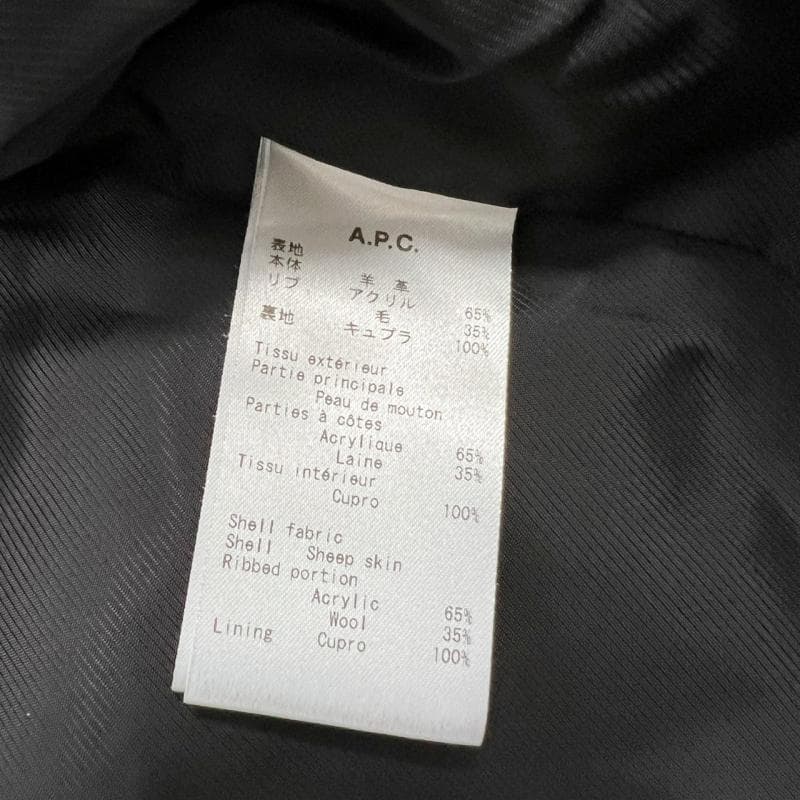 A.P.C.
表地
本体 羊 革
リブ アクリル 65%
毛 35%
裏地 キュプラ 100%
Tissu extérieur
Partie principale
Peau de mouton
Parties à côtes
Acrylique 65%
Laine 35%
Tissu intérieur
Cupro 100%
Shell fabric
Shell Sheep skin
Ribbed portion
Acrylic 65%
Wool 35%
Lining Cupro 100%